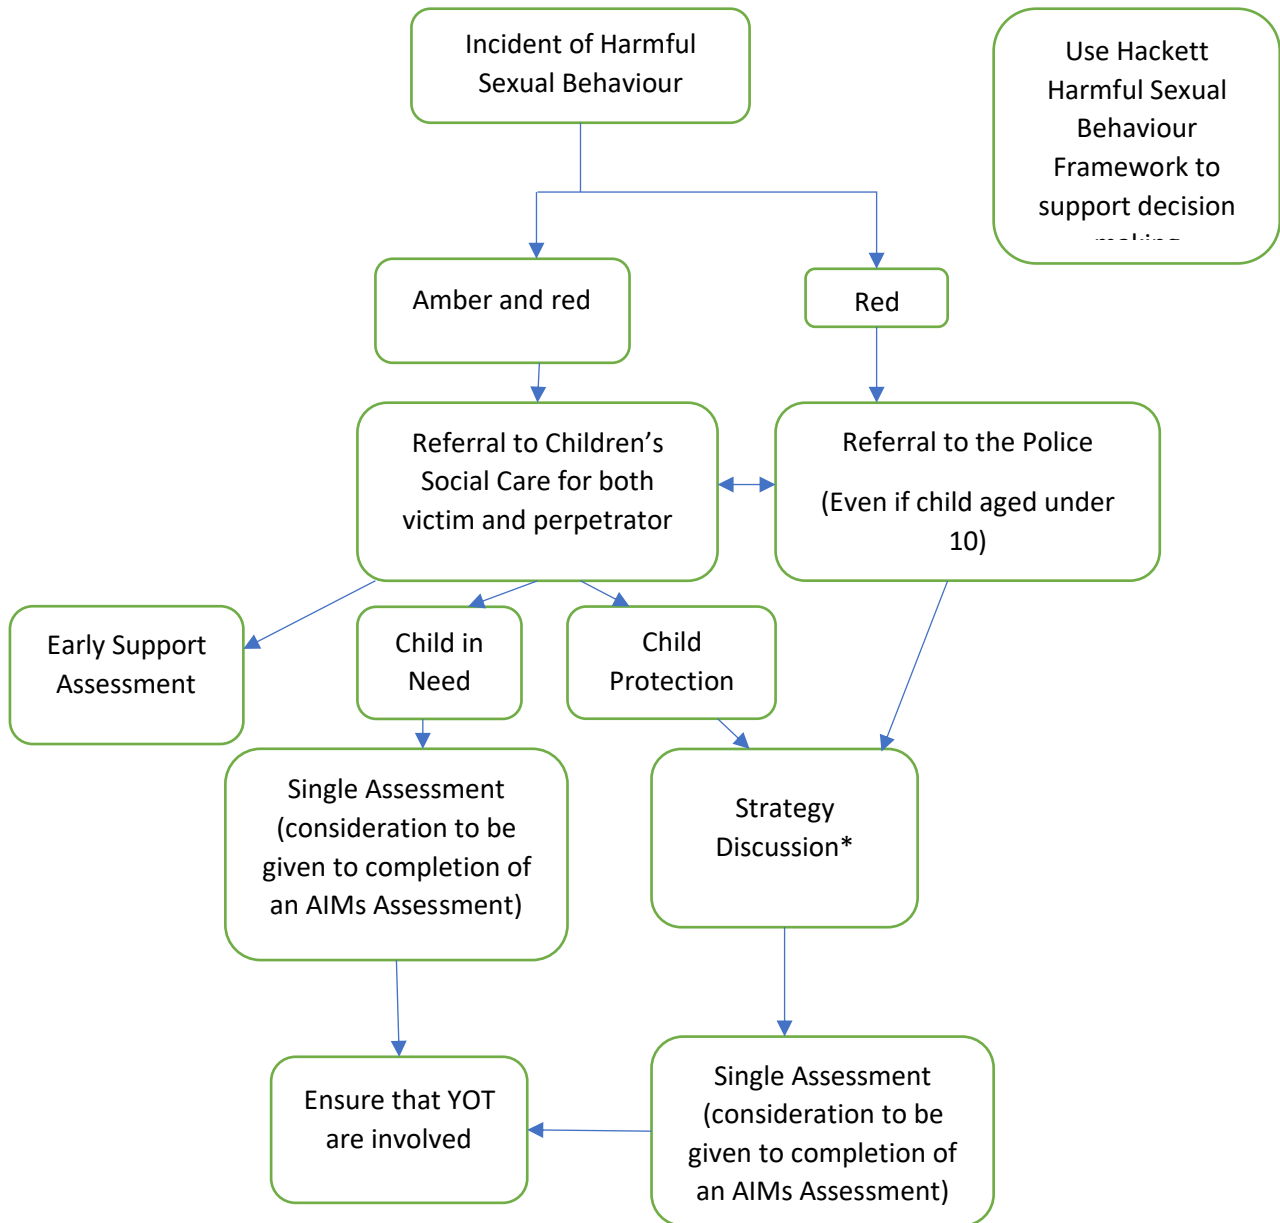 Incident of Harmful
Sexual Behaviour
Use Hackett
Harmful Sexual
Behaviour
Framework to
support decision
making
Amber and red
Red
Referral to Children’s
Social Care for both
victim and perpetrator
Referral to the Police
(Even if child aged under
10)
Early Support
Assessment
Child in
Need
Child
Protection
Single Assessment
(consideration to be
given to completion of
an AIMs Assessment)
Strategy
Discussion*
Ensure that YOT
are involved
Single Assessment
(consideration to be
given to completion of
an AIMs Assessment)